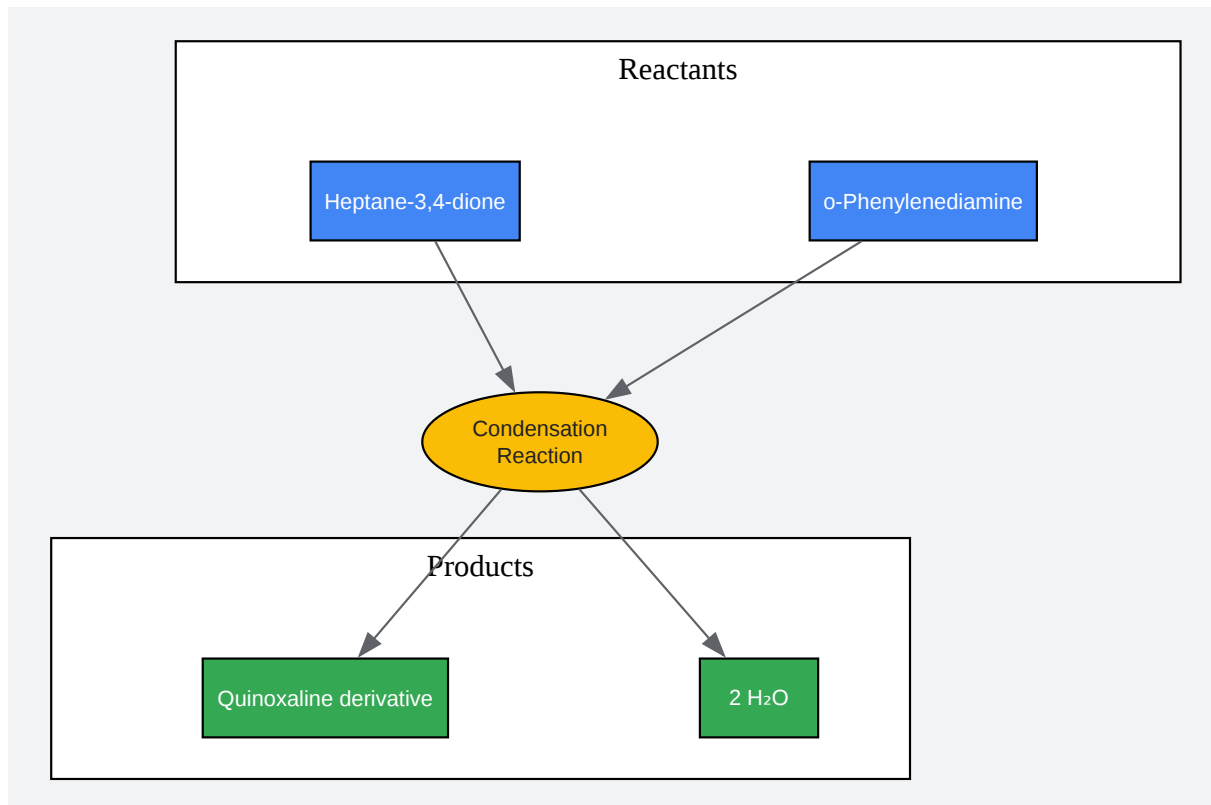 Reactants
Heptane-3,4-dione
o-Phenylenediamine
Condensation
Reaction
Products
Quinoxaline derivative
2 H₂O